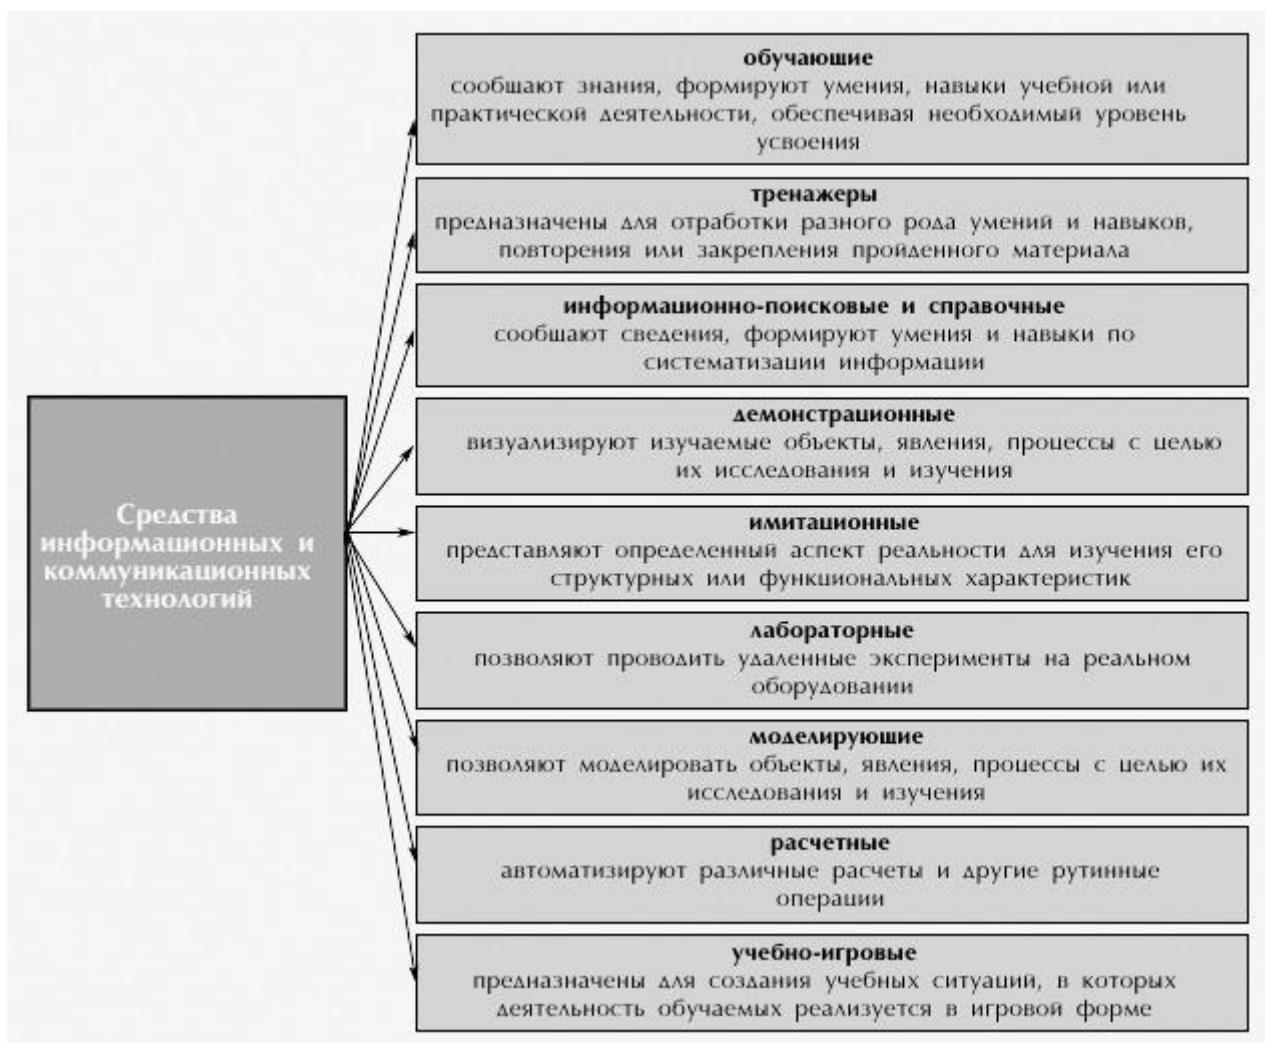 обучающие
сообщают знания, формируют умения, навыки учебной или
практической деятельности, обеспечивая необходимый уровень
усвоения
тренажеры
предназначены для отработки разного рода умений и навыков,
повторения или закрепления пройденного материала
информационно-поисковые и справочные
сообщают сведения, формируют умения и навыки по
систематизации информации
демонстрационные
визуализируют изучаемые объекты, явления, процессы с целью
их исследования и изучения
Средства
информационных и
коммуникационных
технологий
имитационные
представляют определенный аспект реальности для изучения его
структурных или функциональных характеристик
лабораторные
позволяют проводить удаленные эксперименты на реальном
оборудовании
моделирующие
позволяют моделировать объекты, явления, процессы с целью их
исследования и изучения
расчетные
автоматизируют различные расчеты и другие рутинные
операции
учебно-игровые
предназначены для создания учебных ситуаций, в которых
деятельность обучаемых реализуется в игровой форме